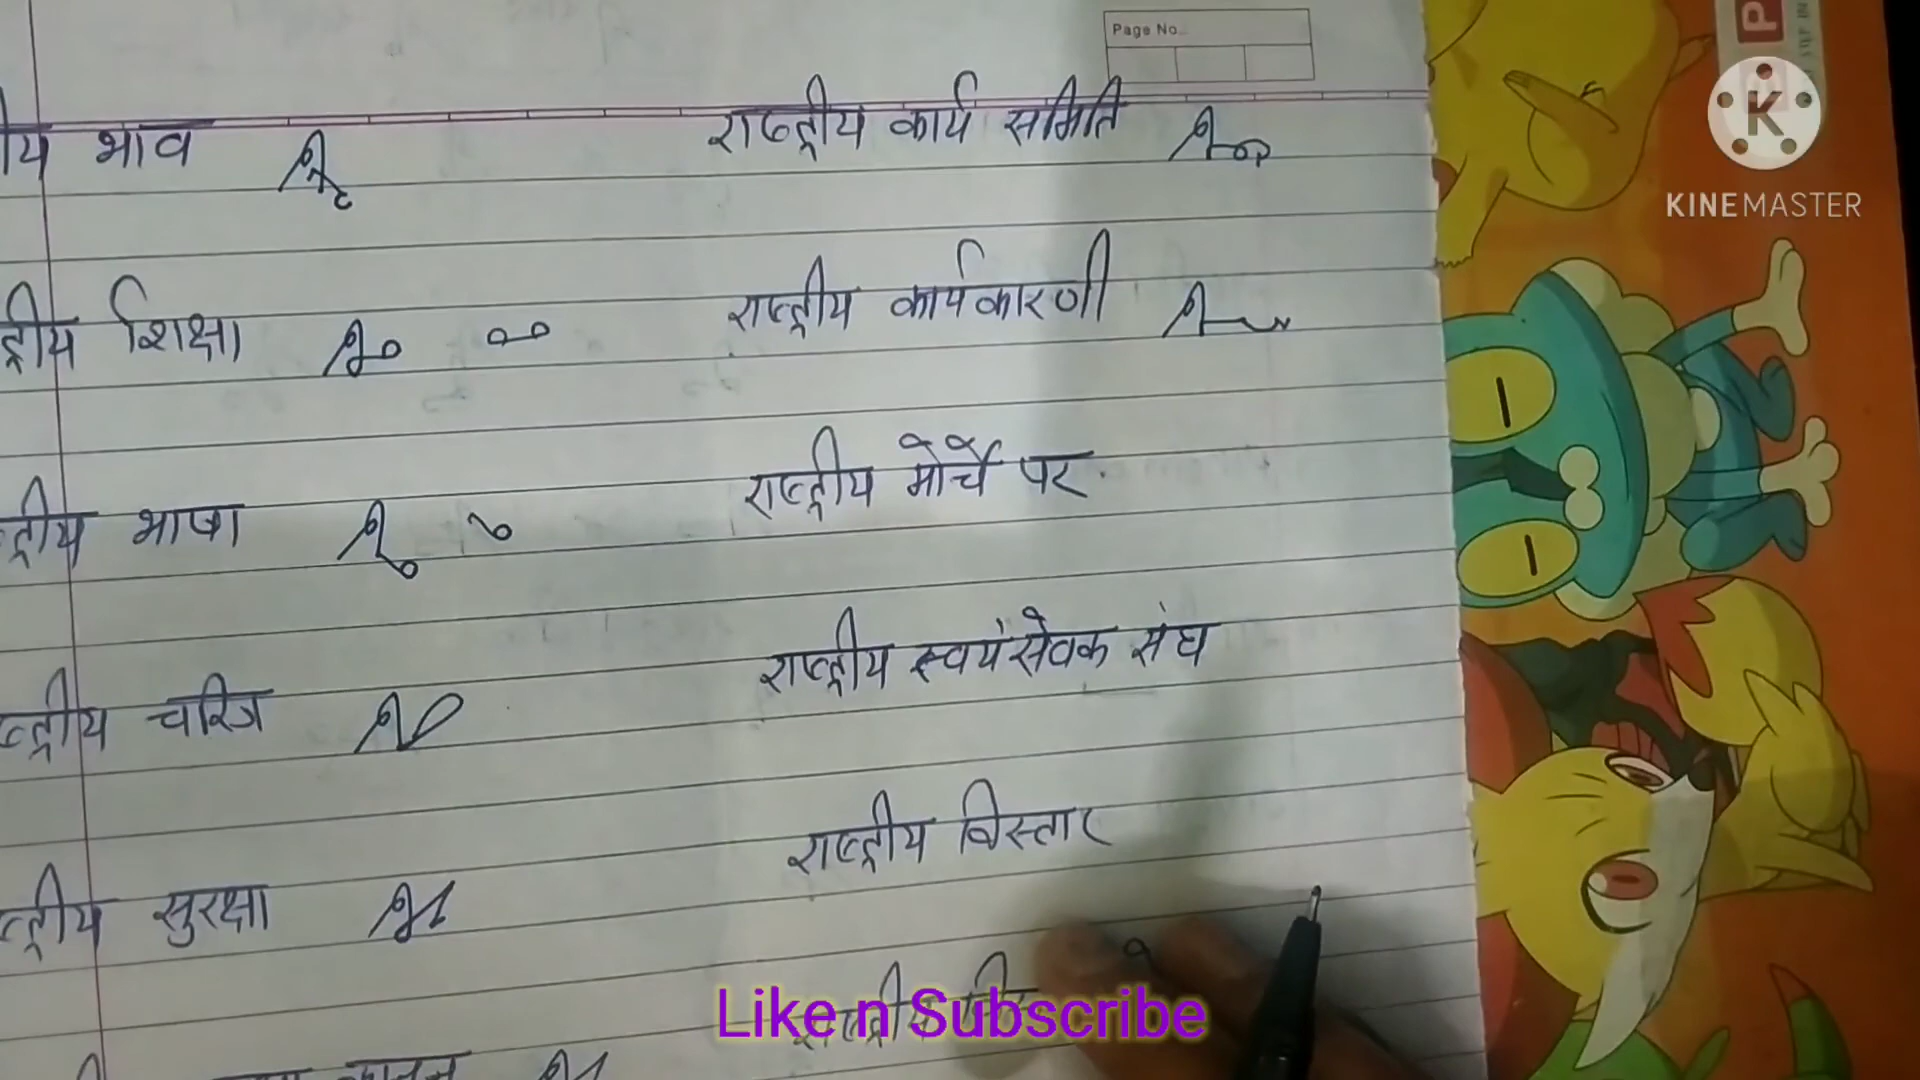 Page No.
भाव
राष्ट्रीय कार्य समिति
शिक्षा
राष्ट्रीय कार्यकारणी
भाषा
राष्ट्रीय मोर्चे पर
चरित्र
राष्ट्रीय स्वयंसेवक संघ
सुरक्षा
राष्ट्रीय विस्तार
राष्ट्रीय
Like n Subscribe
K
KINEMASTER